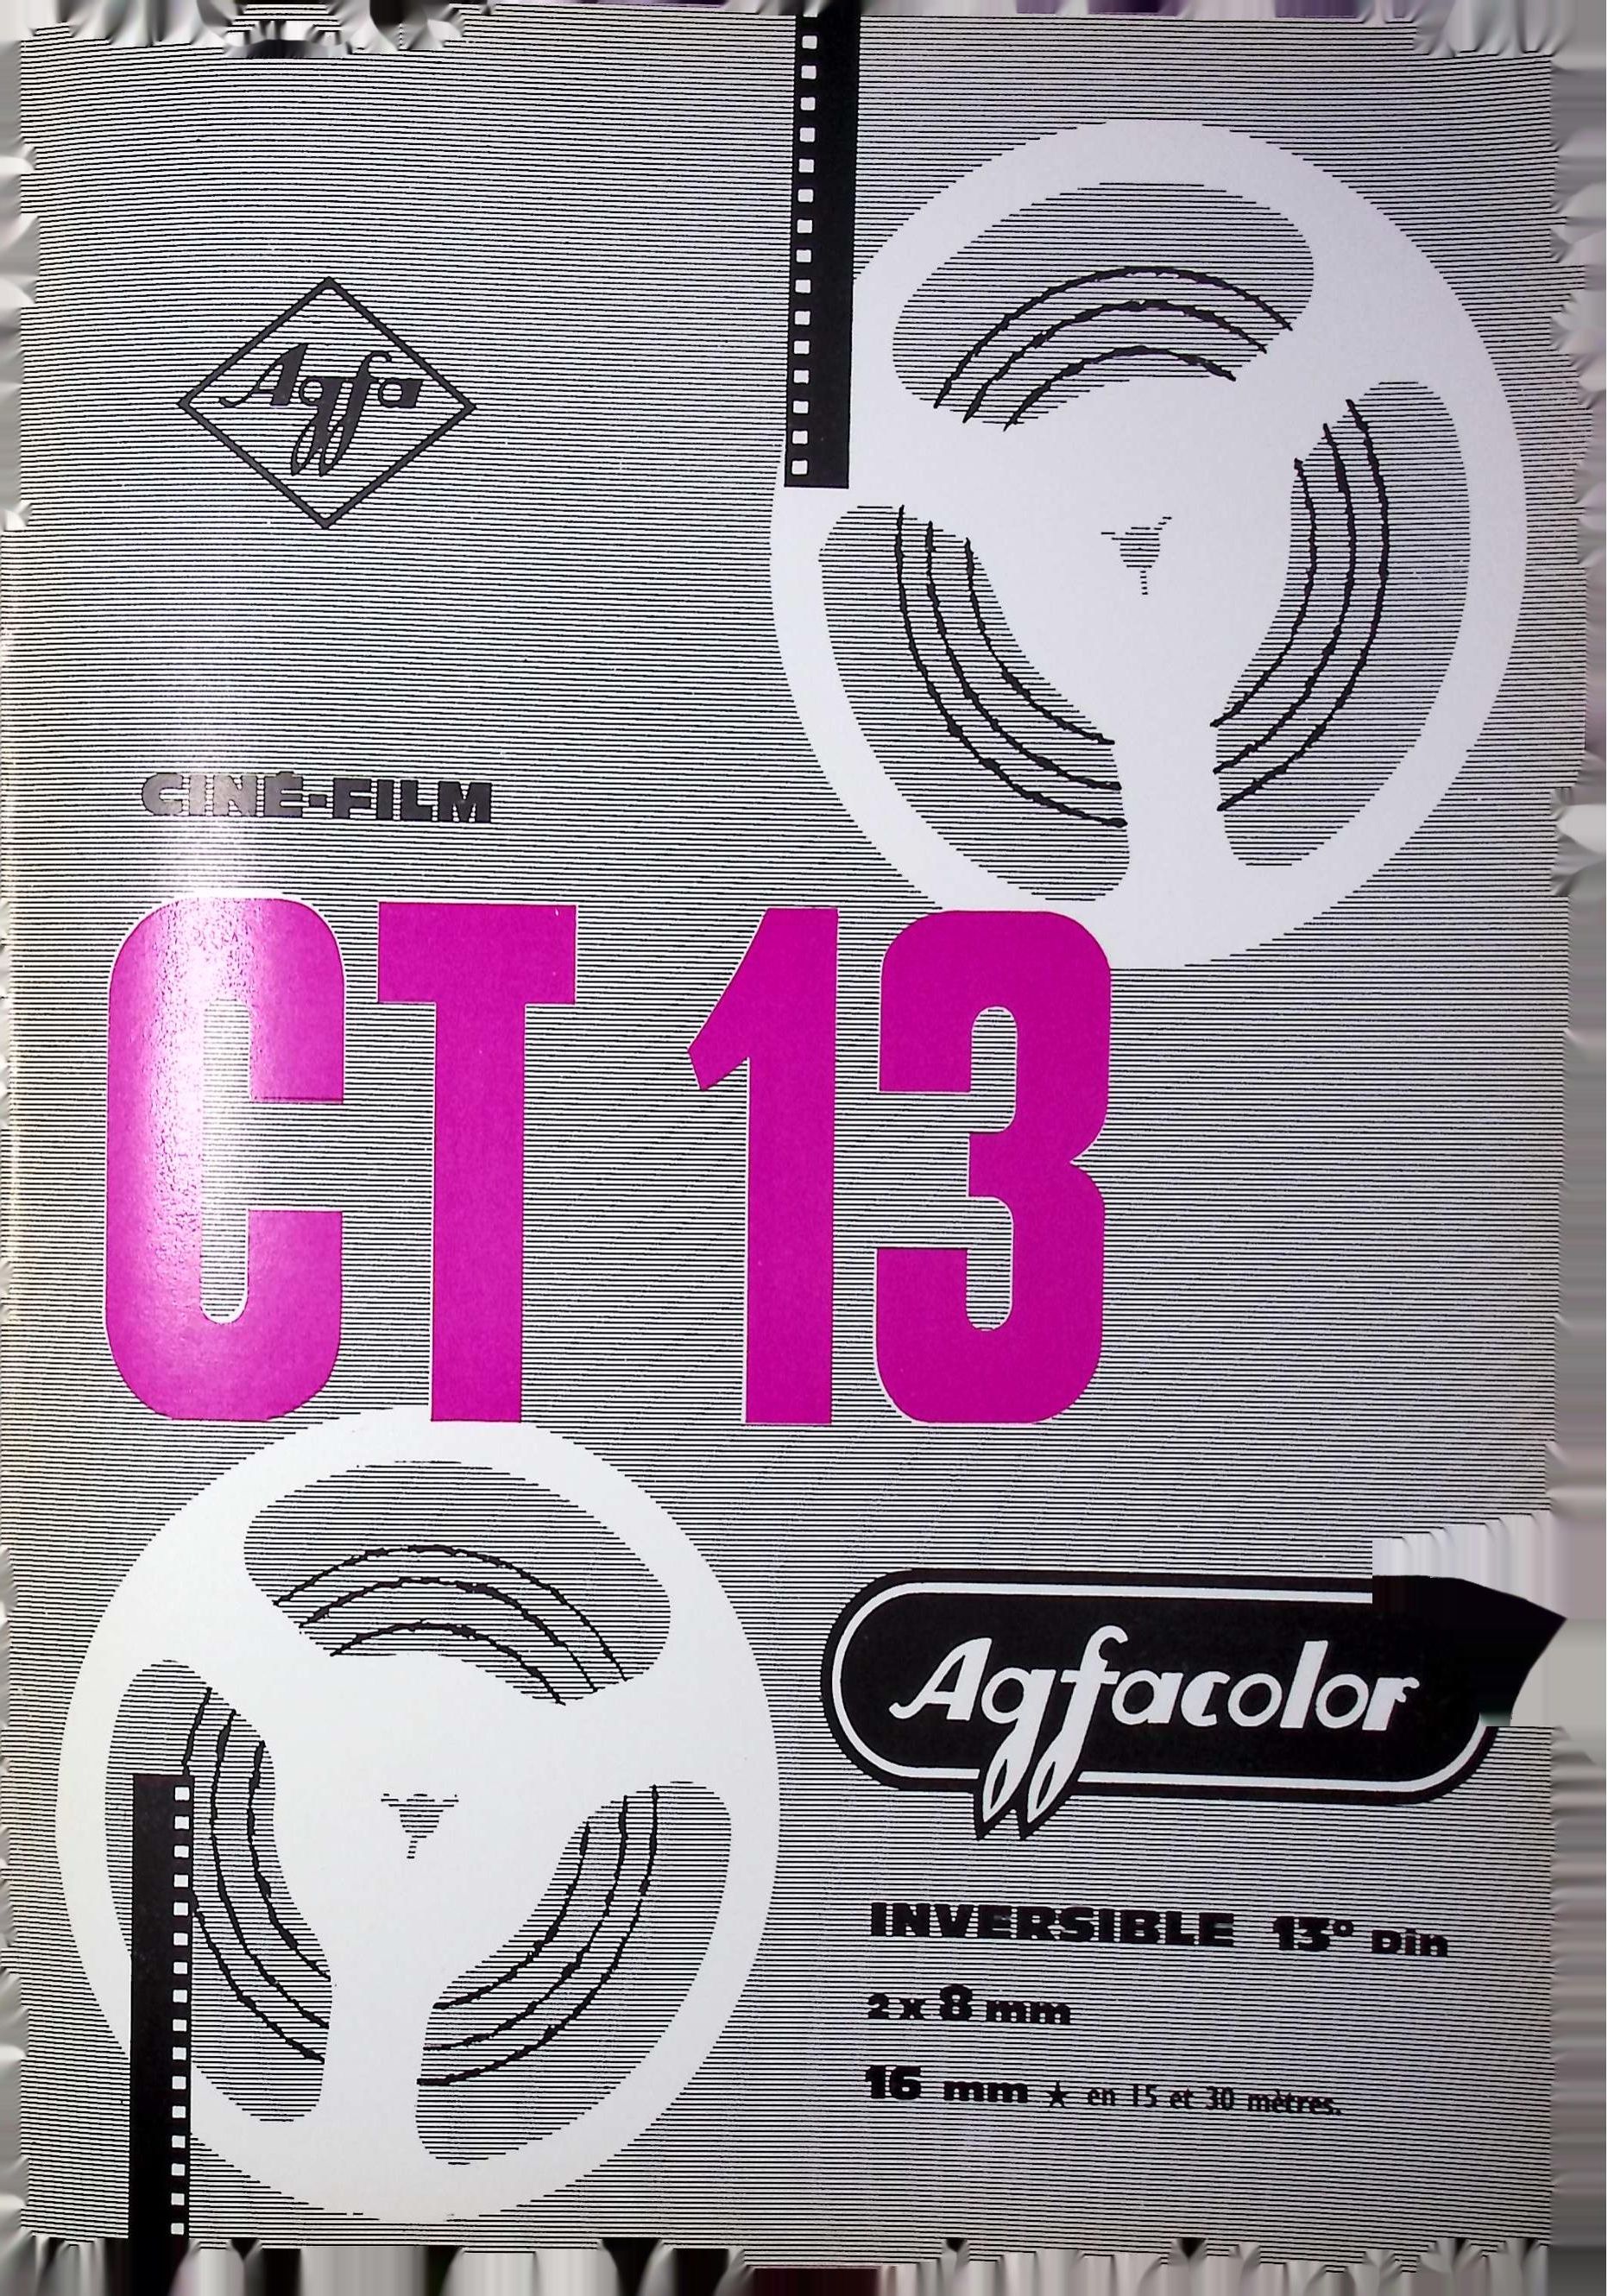 Agfa
CINÉ-FILM
CT 13
Agfacolor
INVERSIBLE 13° Din
2 x 8 mm
16 mm ★ en 15 et 30 mètres.